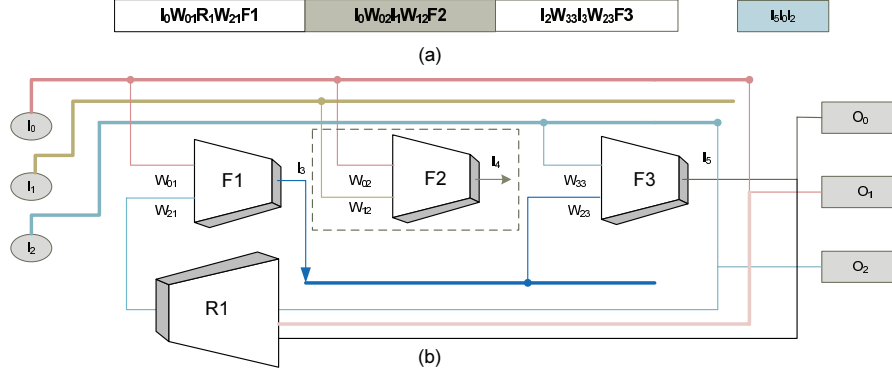 I₀W₀₁R₁W₂₁F1 I₀W₀₂I₁W₁₂F2 I₂W₃₃I₃W₂₃F3 I₅I₀I₂
(a)
I₀ O₀
I₃ I₄ I₅
F1 F2 F3
W₀₁ W₀₂ W₃₃
I₁ O₁
W₂₁ W₁₂ W₂₃
I₂
O₂
R1
(b)